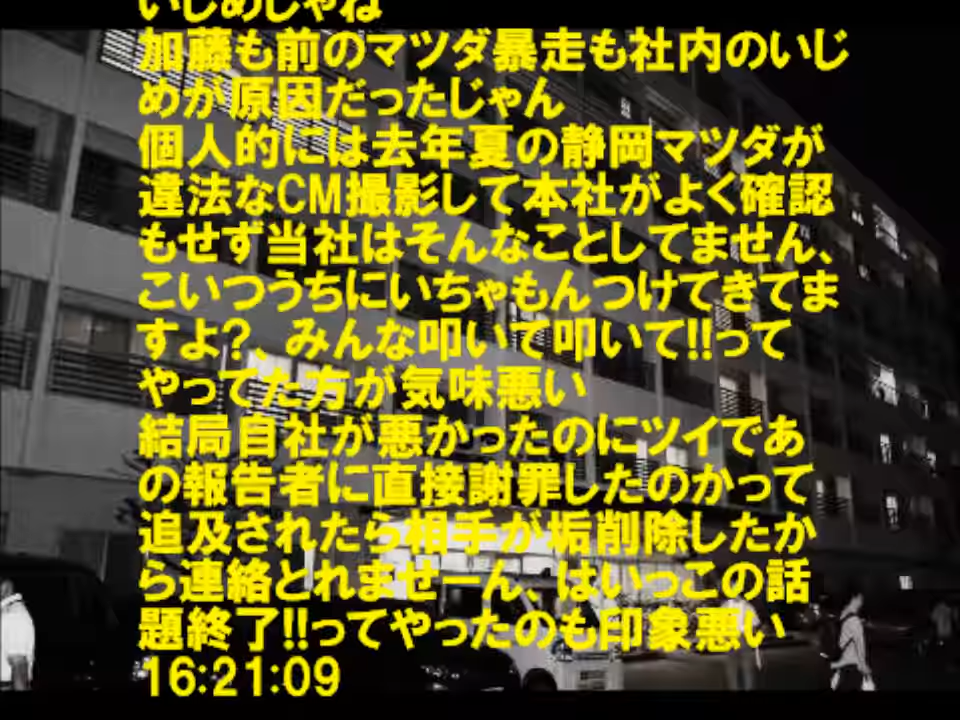 いじめじゃね
加藤も前のマツダ暴走も社内のいじ
めが原因だったじゃん
個人的には去年夏の静岡マツダが
違法なCM撮影して本社がよく確認
もせず当社はそんなことしてません、
こいつうちにいちゃもんつけてきてま
すよ?、みんな叩いて叩いて!!って
やってた方が気味悪い
結局自社が悪かったのにツイであ
の報告者に直接謝罪したのかって
追及されたら相手が垢削除したか
ら連絡とれませーん、はいっこの話
題終了!!ってやったのも印象悪い
16:21:09